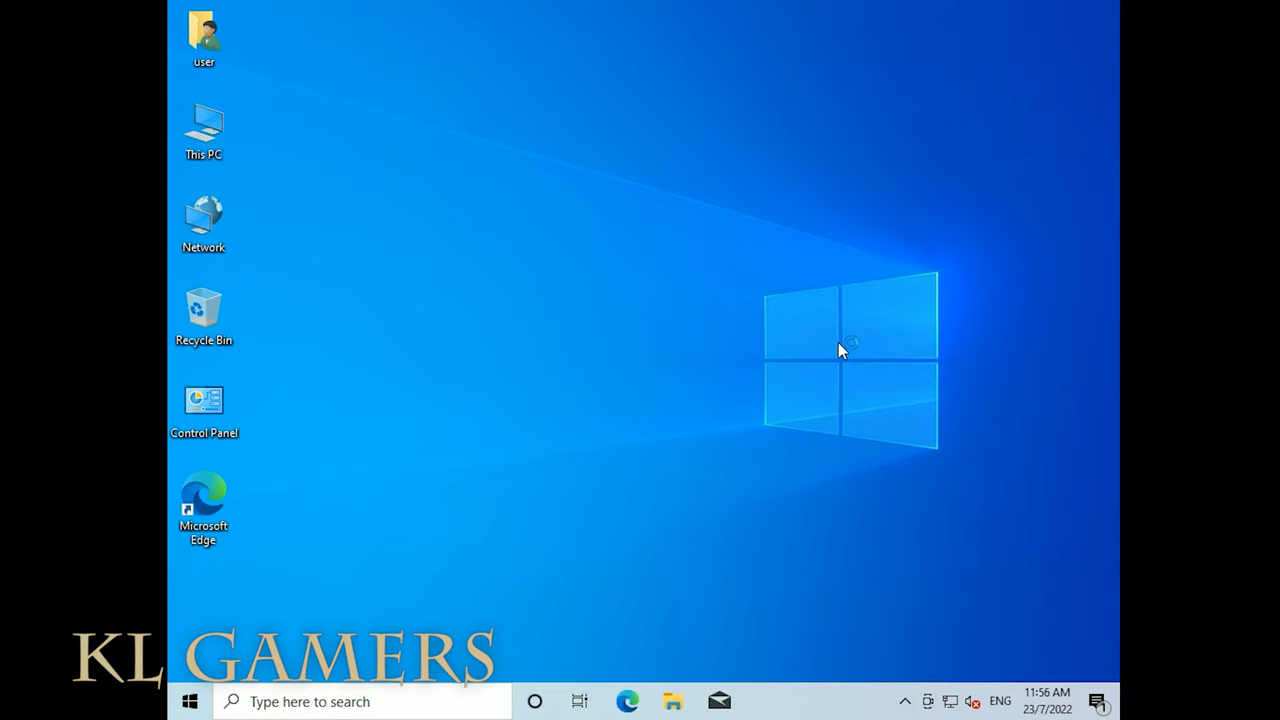 user
This PC
Network
Recycle Bin
Control Panel
Microsoft
Edge
KL GAMERS
Type here to search
ENG
11:56 AM
23/7/2022
1